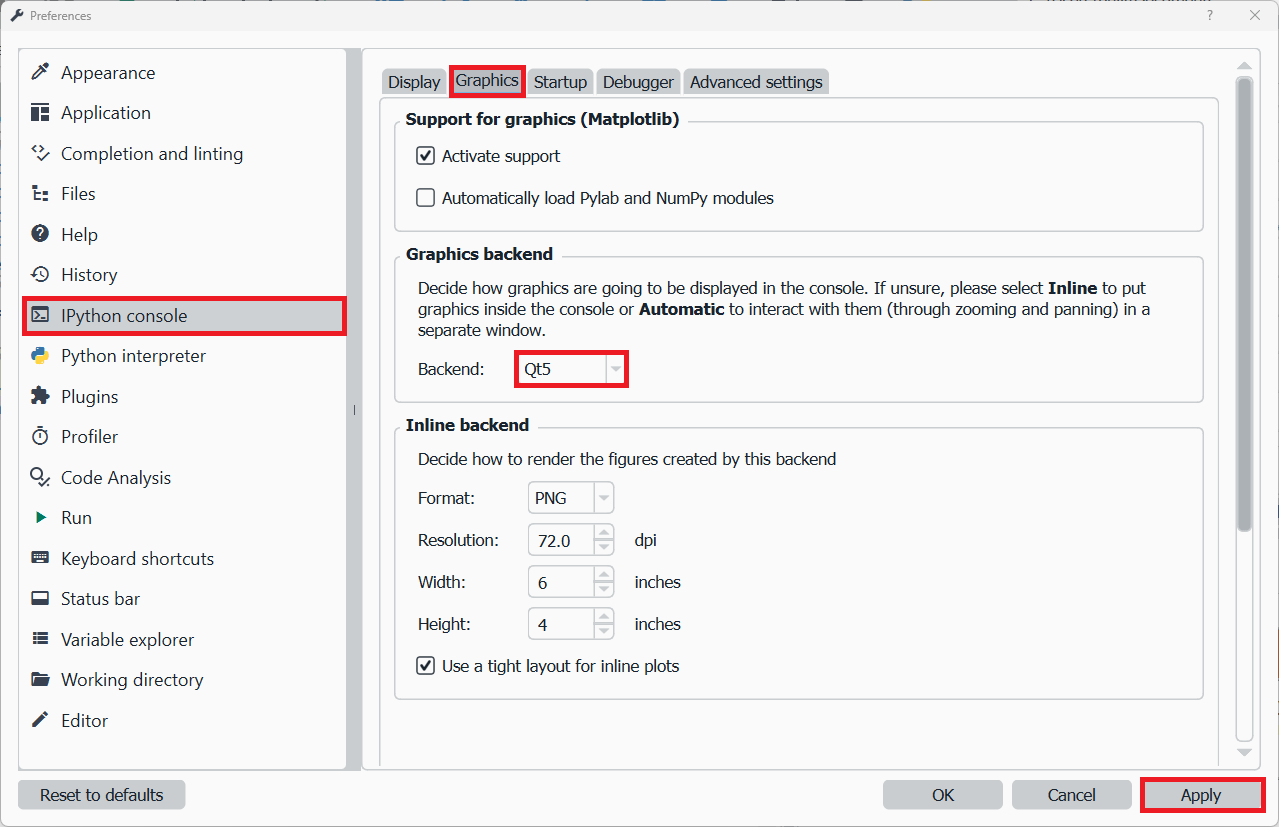 Preferences
?
Appearance
Application
Completion and linting
Files
Help
History
IPython console
Python interpreter
Plugins
Profiler
Code Analysis
Run
Keyboard shortcuts
Status bar
Variable explorer
Working directory
Editor
Display Graphics Startup Debugger Advanced settings
Support for graphics (Matplotlib)
Activate support
Automatically load Pylab and NumPy modules
Graphics backend
Decide how graphics are going to be displayed in the console. If unsure, please select Inline to put
graphics inside the console or Automatic to interact with them (through zooming and panning) in a
separate window.
Backend: Qt5
Inline backend
Decide how to render the figures created by this backend
Format: PNG
Resolution: 72.0 dpi
Width: 6 inches
Height: 4 inches
Use a tight layout for inline plots
Reset to defaults OK Cancel Apply